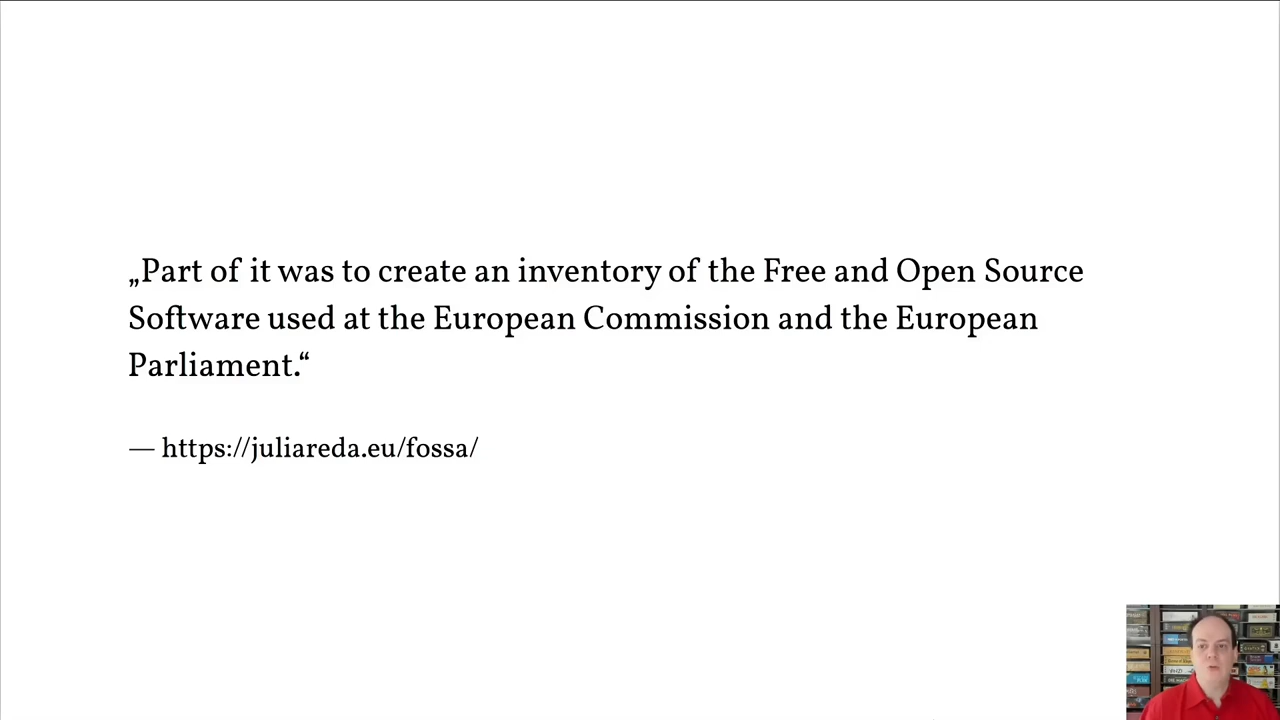 „Part of it was to create an inventory of the Free and Open Source
Software used at the European Commission and the European
Parliament.“
— https://juliareda.eu/fossa/